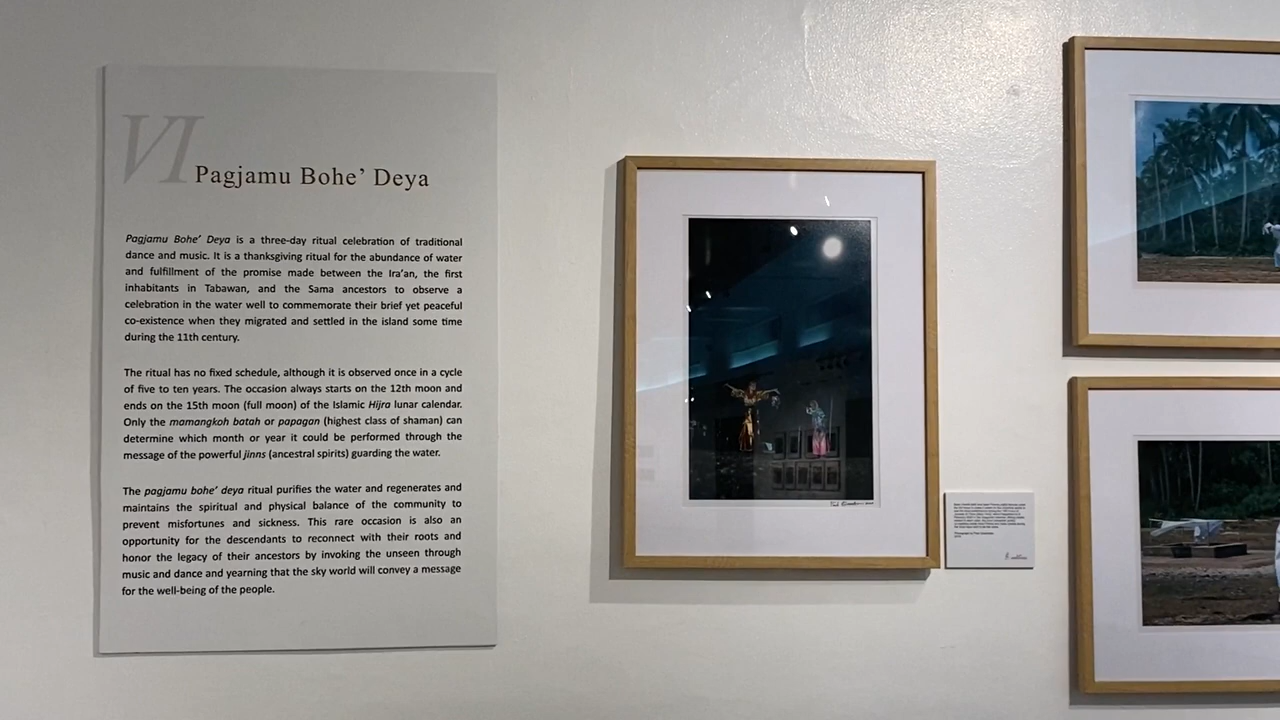 VI
Pagjamu Bohe’ Deya
Pagjamu Bohe’ Deya is a three-day ritual celebration of traditional
dance and music. It is a thanksgiving ritual for the abundance of water
and fulfillment of the promise made between the Ira’an, the first
inhabitants in Tabawan, and the Sama ancestors to observe a
celebration in the water well to commemorate their brief yet peaceful
co-existence when they migrated and settled in the island some time
during the 11th century.
The ritual has no fixed schedule, although it is observed once in a cycle
of five to ten years. The occasion always starts on the 12th moon and
ends on the 15th moon (full moon) of the Islamic Hijra lunar calendar.
Only the mamangkoh batah or papagan (highest class of shaman) can
determine which month or year it could be performed through the
message of the powerful jinns (ancestral spirits) guarding the water.
The pagjamu bohe’ deya ritual purifies the water and regenerates and
maintains the spiritual and physical balance of the community to
prevent misfortunes and sickness. This rare occasion is also an
opportunity for the descendants to reconnect with their roots and
honor the legacy of their ancestors by invoking the unseen through
music and dance and yearning that the sky world will convey a message
for the well-being of the people.